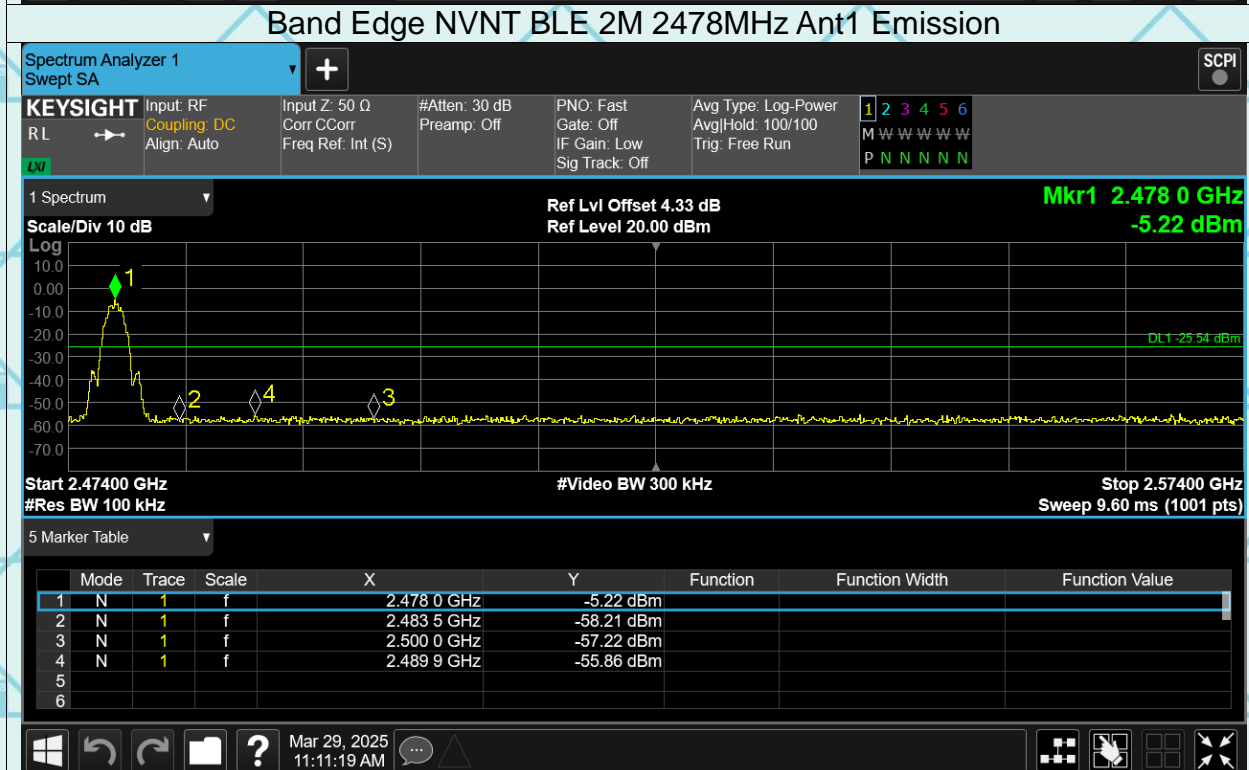 Band Edge NVNT BLE 2M 2478MHz Ant1 Emission
Spectrum Analyzer 1
Swept SA
+
SCPI
KEYSIGHT Input: RF Input Z: 50 Ω #Atten: 30 dB PNO: Fast Avg Type: Log-Power 1 2 3 4 5 6
R L Coupling: DC Corr CCorr Preamp: Off Gate: Off Avg|Hold: 100/100 M W W W W W W
Align: Auto Freq Ref: Int (S) IF Gain: Low Trig: Free Run P N N N N N
LXI Sig Track: Off
1 Spectrum Ref Lvl Offset 4.33 dB Mkr1 2.478 0 GHz
Scale/Div 10 dB Ref Level 20.00 dBm -5.22 dBm
Log
10.0
1
0.00
-10.0
-20.0
DL1 -25.54 dBm
-30.0
-40.0
-50.0 2 4 3
-60.0
-70.0
Start 2.47400 GHz #Video BW 300 kHz Stop 2.57400 GHz
#Res BW 100 kHz Sweep 9.60 ms (1001 pts)
5 Marker Table
Mode Trace Scale X Y Function Function Width Function Value
1 N 1 f 2.478 0 GHz -5.22 dBm
2 N 1 f 2.483 5 GHz -58.21 dBm
3 N 1 f 2.500 0 GHz -57.22 dBm
4 N 1 f 2.489 9 GHz -55.86 dBm
5
6
? Mar 29, 2025
11:11:19 AM